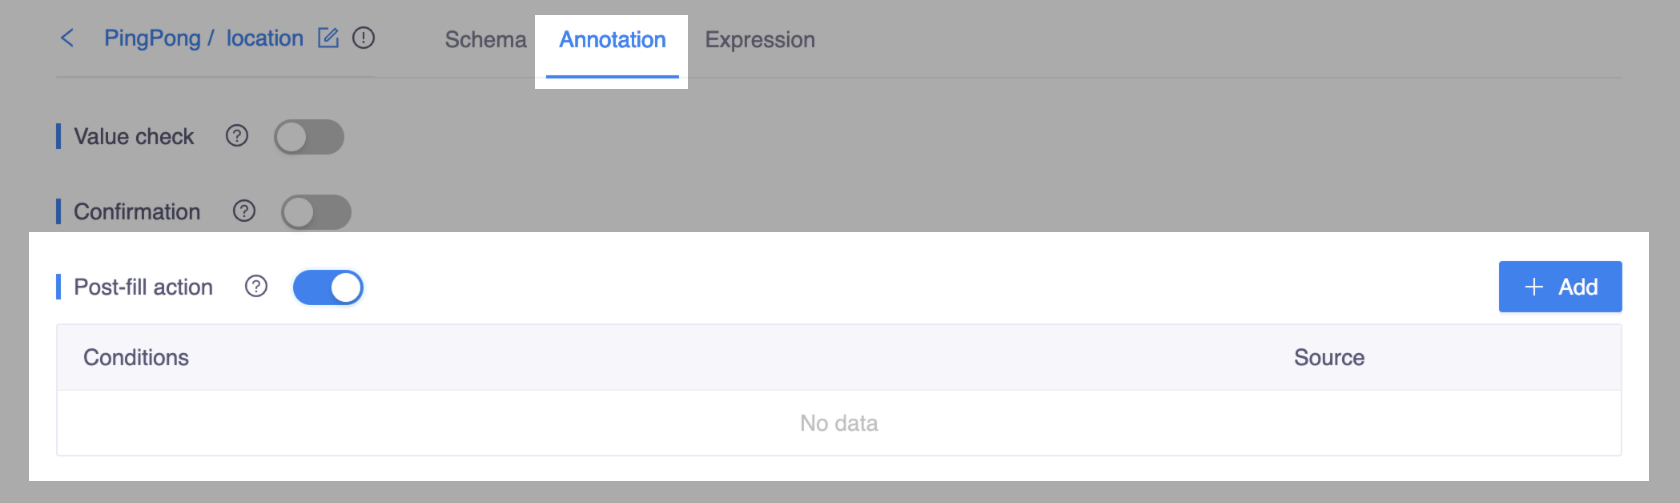 PingPong / location Schema Annotation Expression
Value check
Confirmation
Post-fill action + Add
Conditions Source
No data